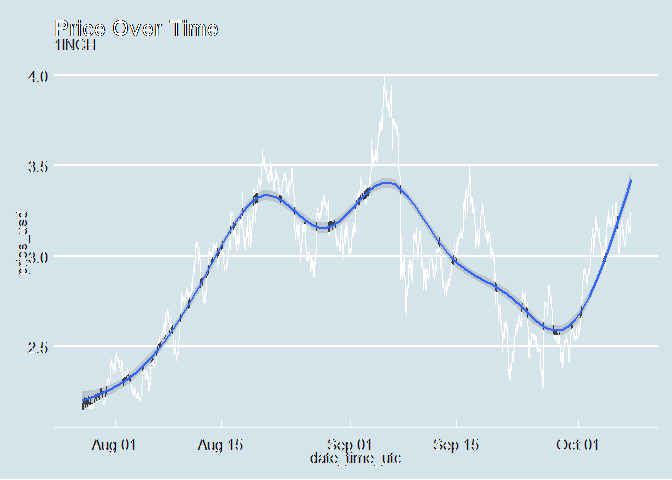 Price Over Time
1INCH
4.0
3.5
3.0
2.5
price_usd
Aug 01 Aug 15 Sep 01 Sep 15 Oct 01
date_time_utc